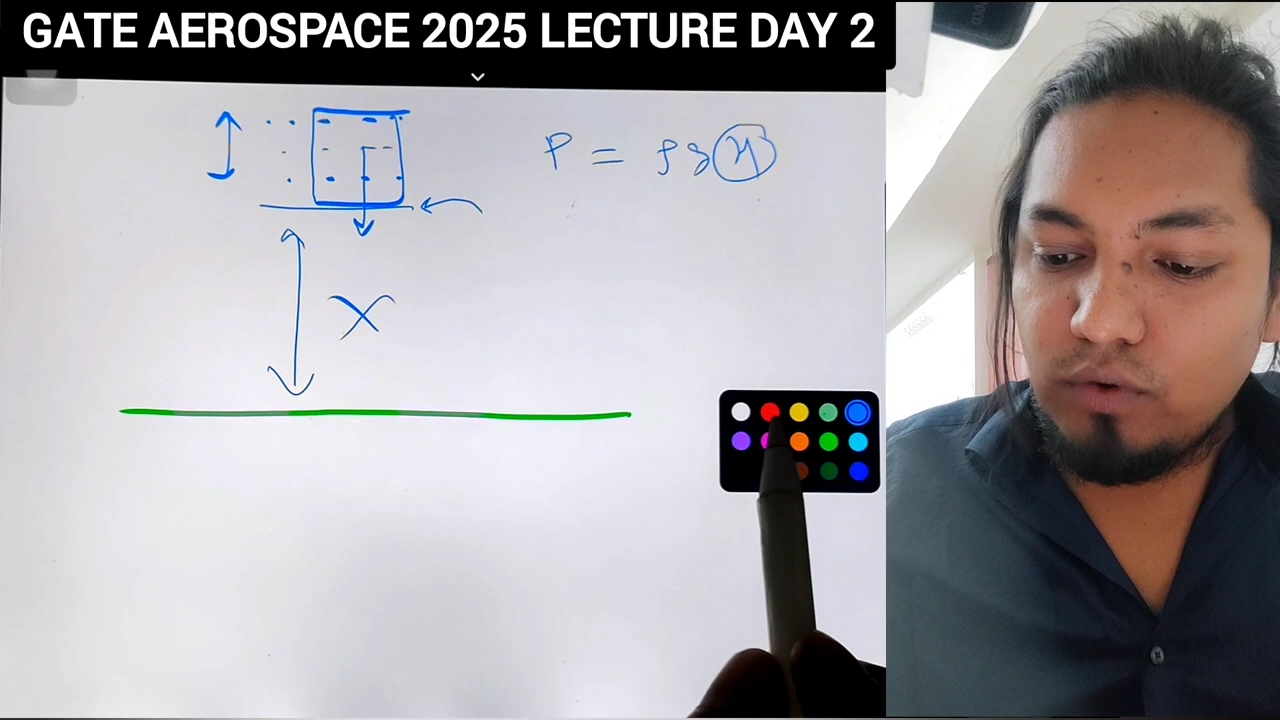 GATE AEROSPACE 2025 LECTURE DAY 2
P = ρg
X